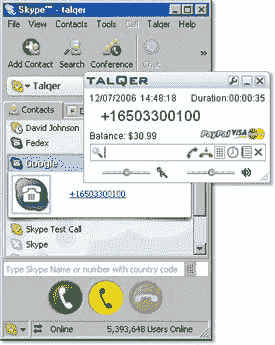 Skype™ - talqer
File View Contacts Tools Call Talqer Help
Add Contact Search Conference Chat
Talqer
Contacts
David Johnson
Fedex
Google
+16503300100
Skype Test Call
Skype
Type Skype Name or number with country code
Online 5,393,648 Users Online
TALQER
12/07/2006 14:48:18 Duration:00:00:35
+16503300100
Balance: $30.99 PayPal VISA